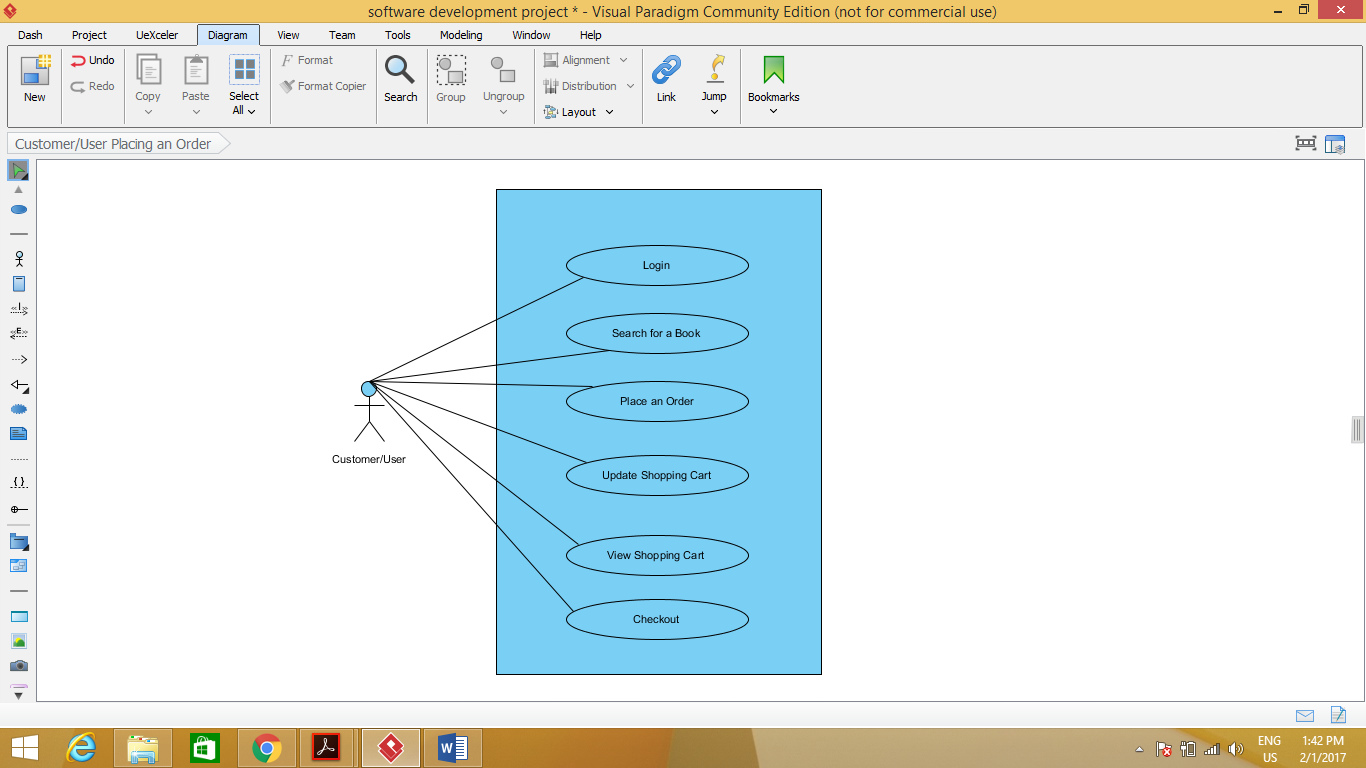 software development project * - Visual Paradigm Community Edition (not for commercial use)
Dash Project UeXceler Diagram View Team Tools Modeling Window Help
New
Undo
Redo
Copy
Paste
Select
All
Format
Format Copier
Search
Group
Ungroup
Alignment
Distribution
Layout
Link
Jump
Bookmarks
Customer/User Placing an Order
Login
Search for a Book
Place an Order
Update Shopping Cart
View Shopping Cart
Checkout
Customer/User
ENG
US
1:42 PM
2/1/2017